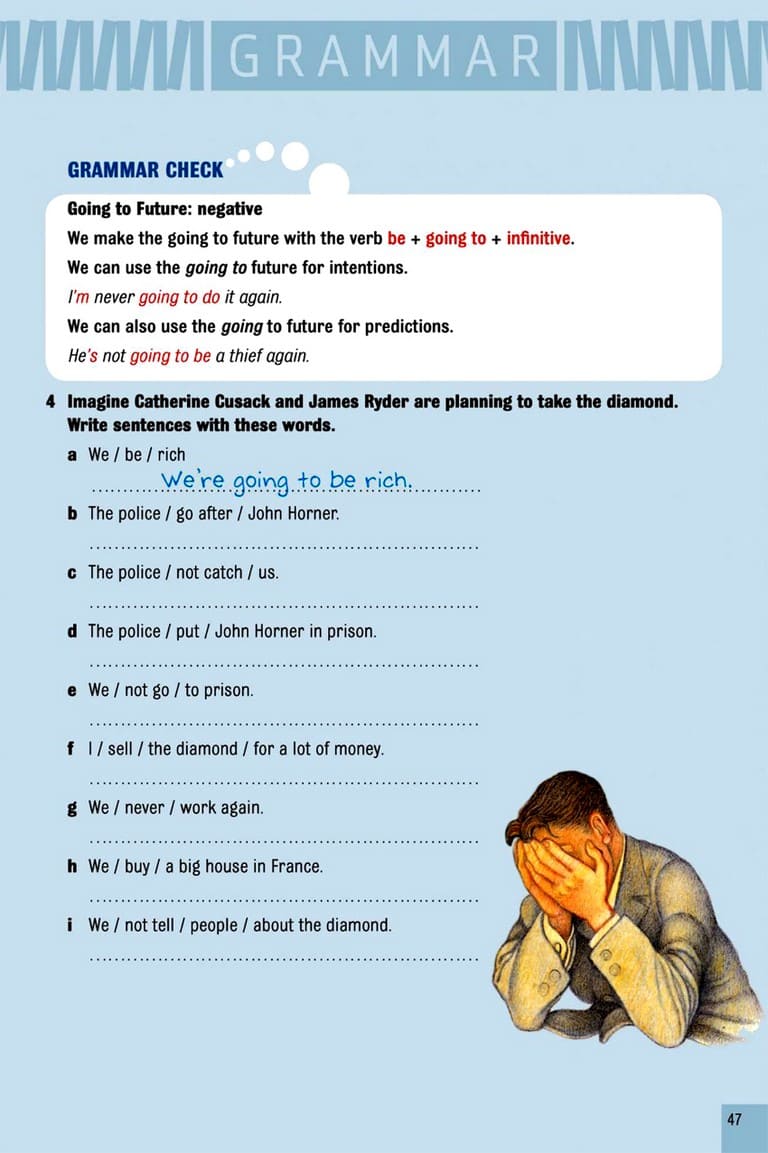 GRAMMAR
GRAMMAR CHECK
Going to Future: negative
We make the going to future with the verb be + going to + infinitive.
We can use the going to future for intentions.
I'm never going to do it again.
We can also use the going to future for predictions.
He's not going to be a thief again.
4 Imagine Catherine Cusack and James Ryder are planning to take the diamond.
Write sentences with these words.
a We / be / rich
We're going to be rich.
b The police / go after / John Horner.
c The police / not catch / us.
d The police / put / John Horner in prison.
e We / not go / to prison.
f I / sell / the diamond / for a lot of money.
g We / never / work again.
h We / buy / a big house in France.
i We / not tell / people / about the diamond.
47